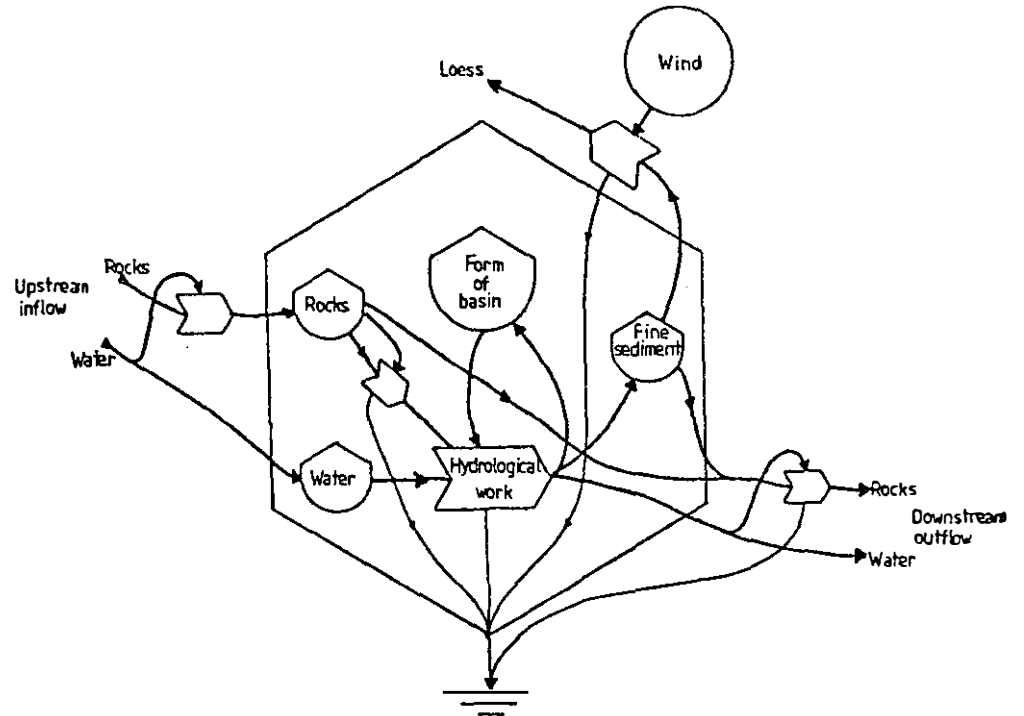 Wind
Loess
Form
of
basin
Rocks
Upstream
inflow
Rocks
Fine
sediment
Water
Water
Hydrological
work
Rocks
Downstream
outflow
Water